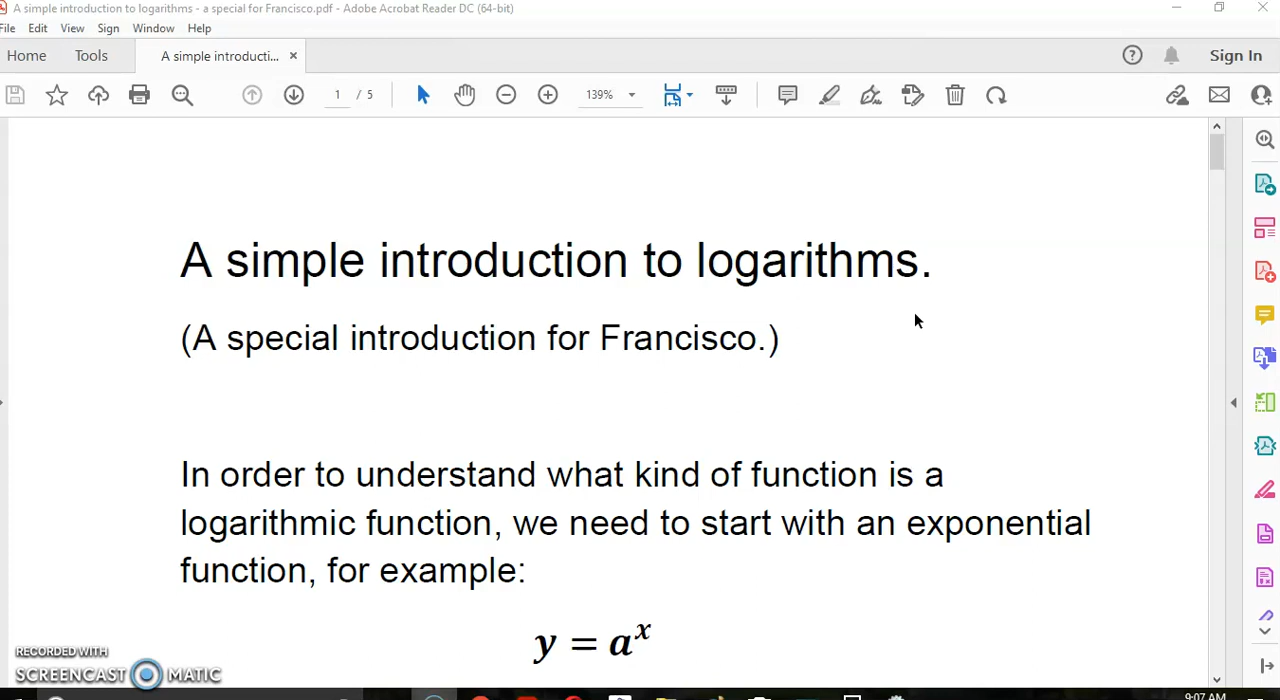 A simple introduction to logarithms - a special for Francisco.pdf - Adobe Acrobat Reader DC (64-bit)
File Edit View Sign Window Help
Home Tools A simple introducti... × Sign In
1 / 5 139%
A simple introduction to logarithms.
(A special introduction for Francisco.)
In order to understand what kind of function is a
logarithmic function, we need to start with an exponential
function, for example:
y = aˣ
RECORDED WITH
SCREENCAST MATIC
9:07 AM